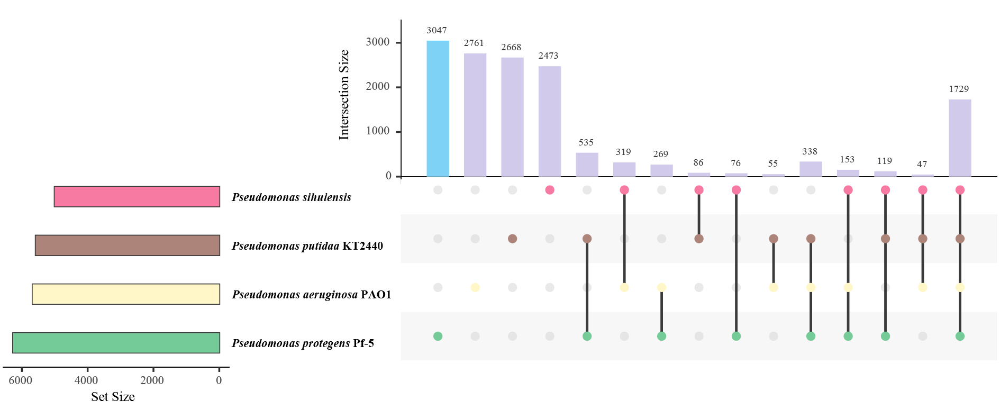 3047
2761
2668
2473
535
319
269
86
76
55
338
153
119
47
1729
Intersection Size
3000
2000
1000
0
Pseudomonas sihuiensis
Pseudomonas putidaa KT2440
Pseudomonas aeruginosa PAO1
Pseudomonas protegens Pf-5
6000 4000 2000 0
Set Size